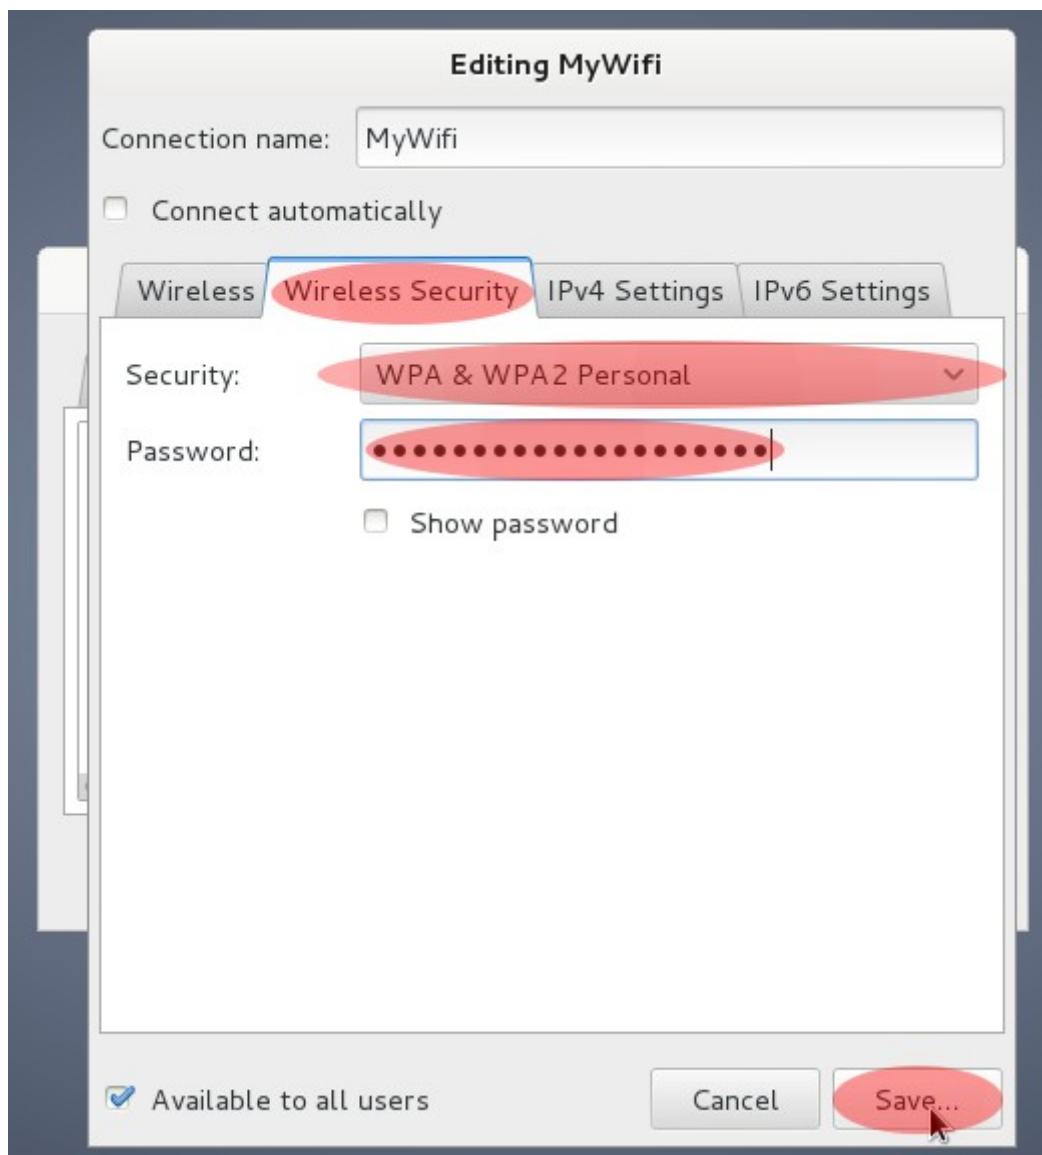 Editing MyWifi
Connection name: MyWifi
Connect automatically
Wireless Wireless Security IPv4 Settings IPv6 Settings
Security: WPA & WPA2 Personal
Password: ●●●●●●●●●●●●●●●●●●●●
Show password
Available to all users Cancel Save...